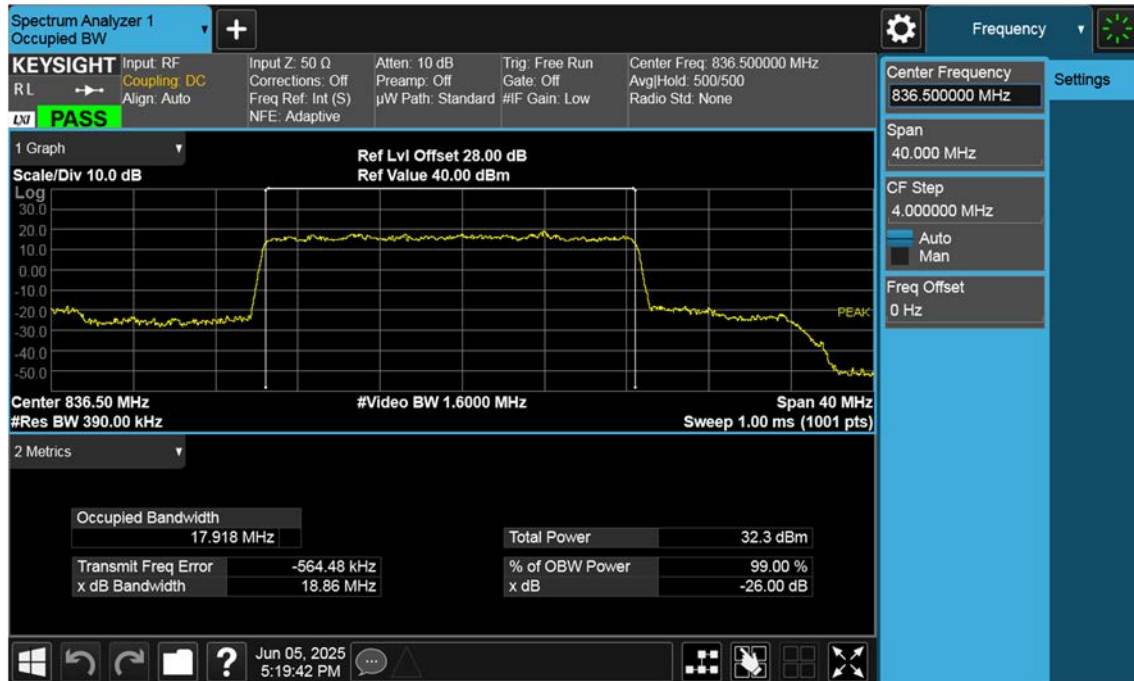 Spectrum Analyzer 1
Occupied BW
+
Frequency
KEYSIGHT
RL
LXI PASS
Input: RF
Coupling: DC
Align: Auto
Input Z: 50 Ω
Corrections: Off
Freq Ref: Int (S)
NFE: Adaptive
Atten: 10 dB
Preamp: Off
µW Path: Standard
Trig: Free Run
Gate: Off
#IF Gain: Low
Center Freq: 836.500000 MHz
Avg|Hold: 500/500
Radio Std: None
Center Frequency
836.500000 MHz
Settings
Span
40.000 MHz
CF Step
4.000000 MHz
Auto
Man
Freq Offset
0 Hz
1 Graph
Scale/Div 10.0 dB
Ref Lvl Offset 28.00 dB
Ref Value 40.00 dBm
Log
30.0
20.0
10.0
0.00
-10.0
-20.0
-30.0
-40.0
-50.0
PEAK
Center 836.50 MHz
#Video BW 1.6000 MHz
Span 40 MHz
#Res BW 390.00 kHz
Sweep 1.00 ms (1001 pts)
2 Metrics
Occupied Bandwidth
17.918 MHz
Total Power 32.3 dBm
Transmit Freq Error -564.48 kHz
% of OBW Power 99.00 %
x dB Bandwidth 18.86 MHz
x dB -26.00 dB
?
Jun 05, 2025
5:19:42 PM